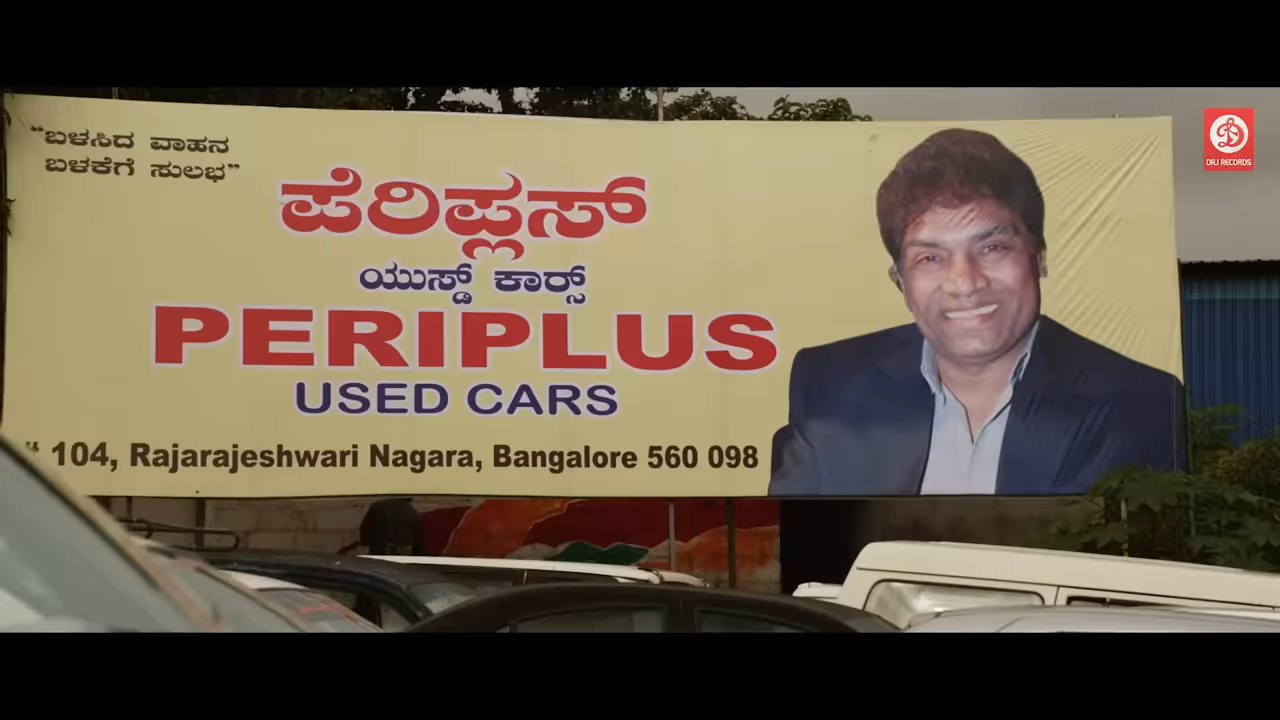 “ಬಳಸಿದ ವಾಹನ
ಬಳಕೆಗೆ ಸುಲಭ”
ಪೆರಿಪ್ಲಸ್
ಯುಸ್ಡ್ ಕಾರ್ಸ್
PERIPLUS
USED CARS
“ 104, Rajarajeshwari Nagara, Bangalore 560 098
DRJ RECORDS